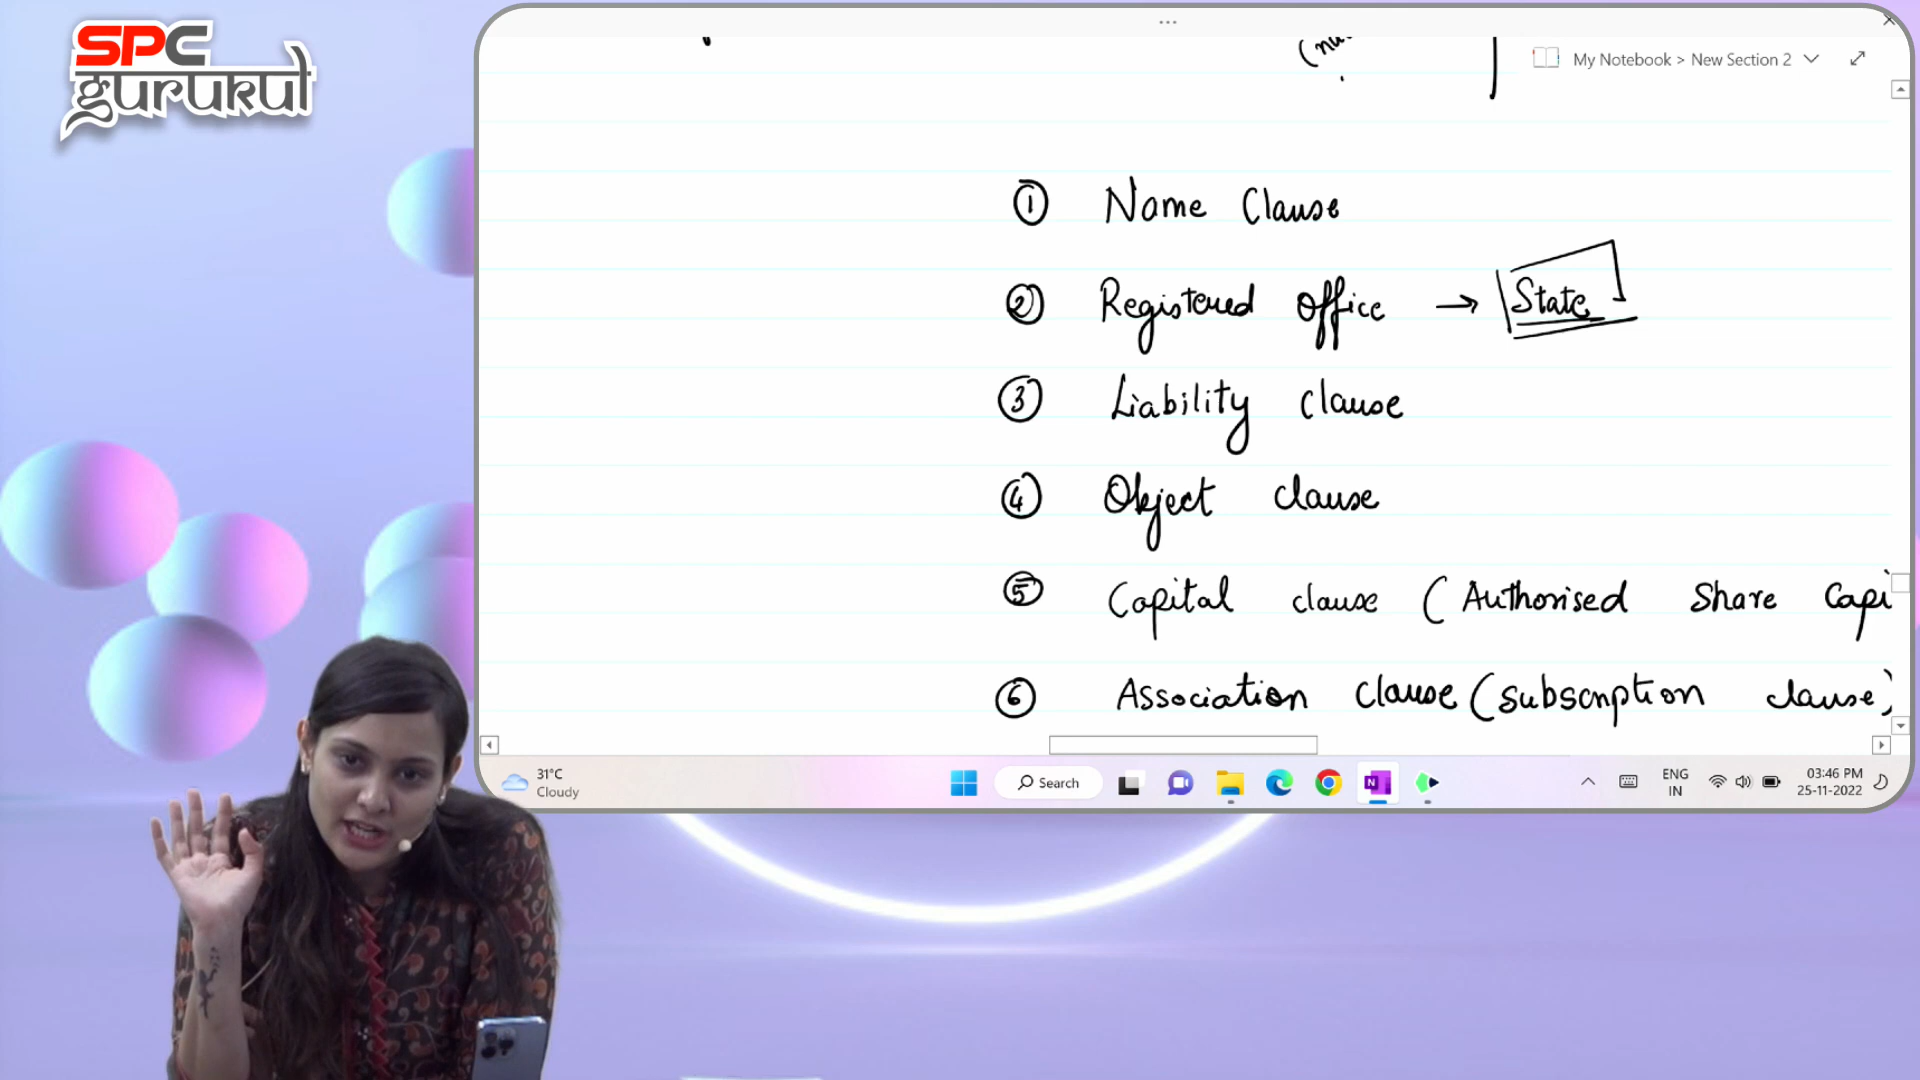 SPC
gurukul
My Notebook > New Section 2
① Name Clause
② Registered Office → State
③ Liability clause
④ Object clause
⑤ Capital clause (Authorised Share Capi
⑥ Association clause (subscription clause)
31°C
Cloudy
Search
ENG
IN
03:46 PM
25-11-2022